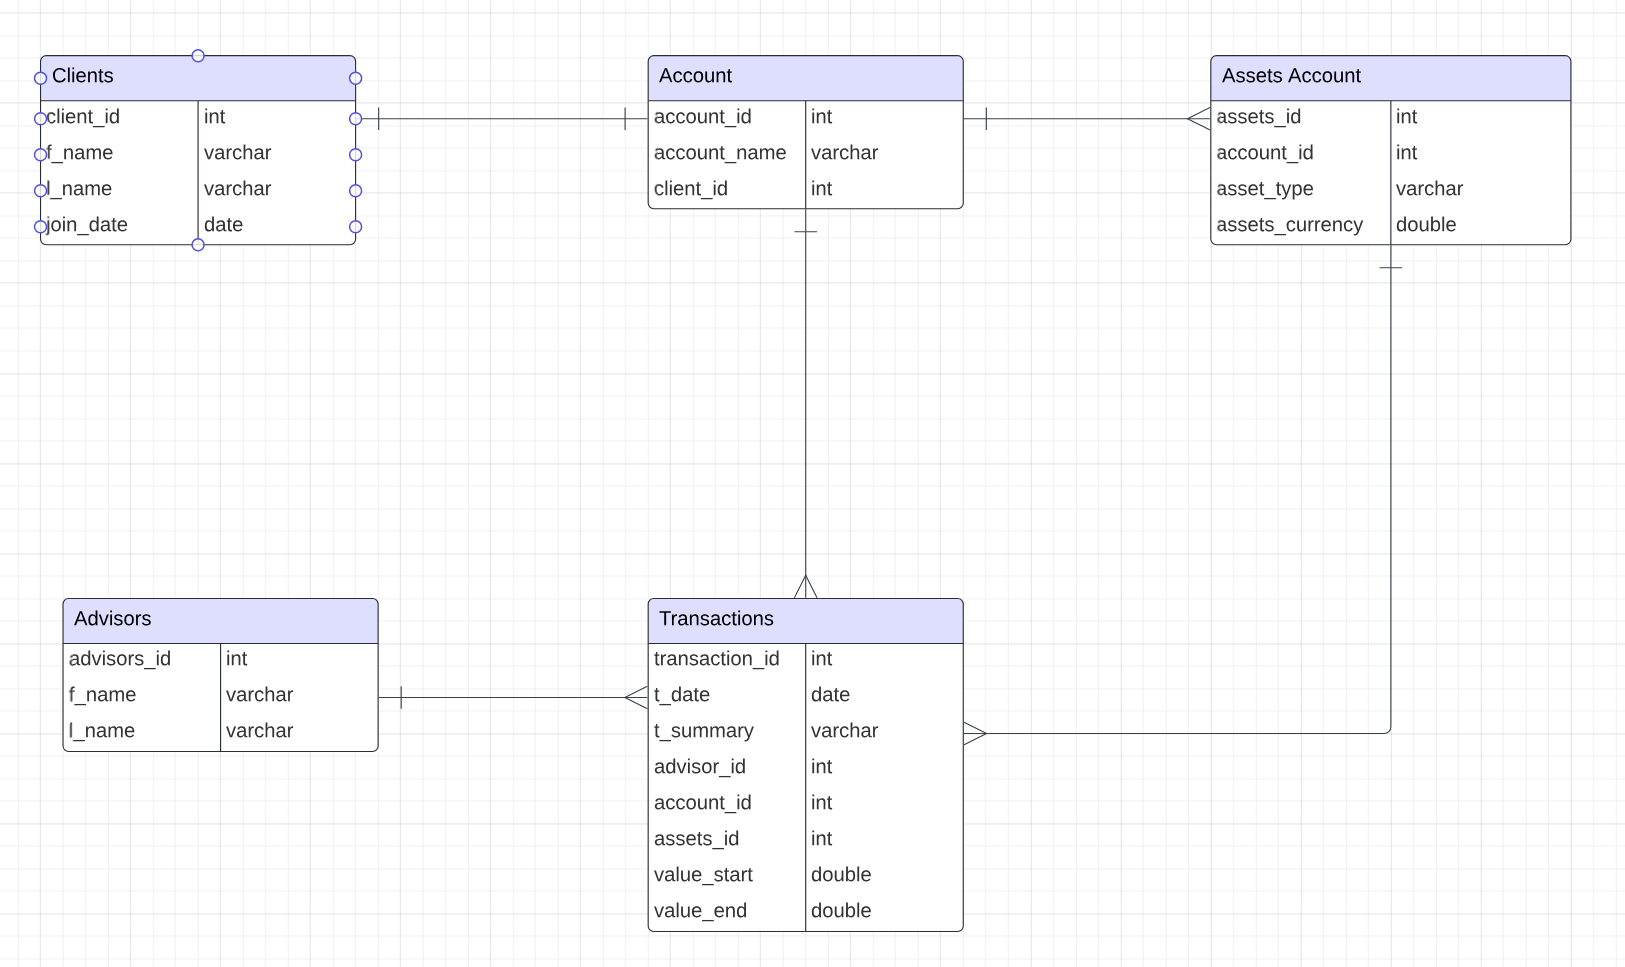 Clients
client_id int
f_name varchar
l_name varchar
join_date date
Account
account_id int
account_name varchar
client_id int
Assets Account
assets_id int
account_id int
asset_type varchar
assets_currency double
Advisors
advisors_id int
f_name varchar
l_name varchar
Transactions
transaction_id int
t_date date
t_summary varchar
advisor_id int
account_id int
assets_id int
value_start double
value_end double